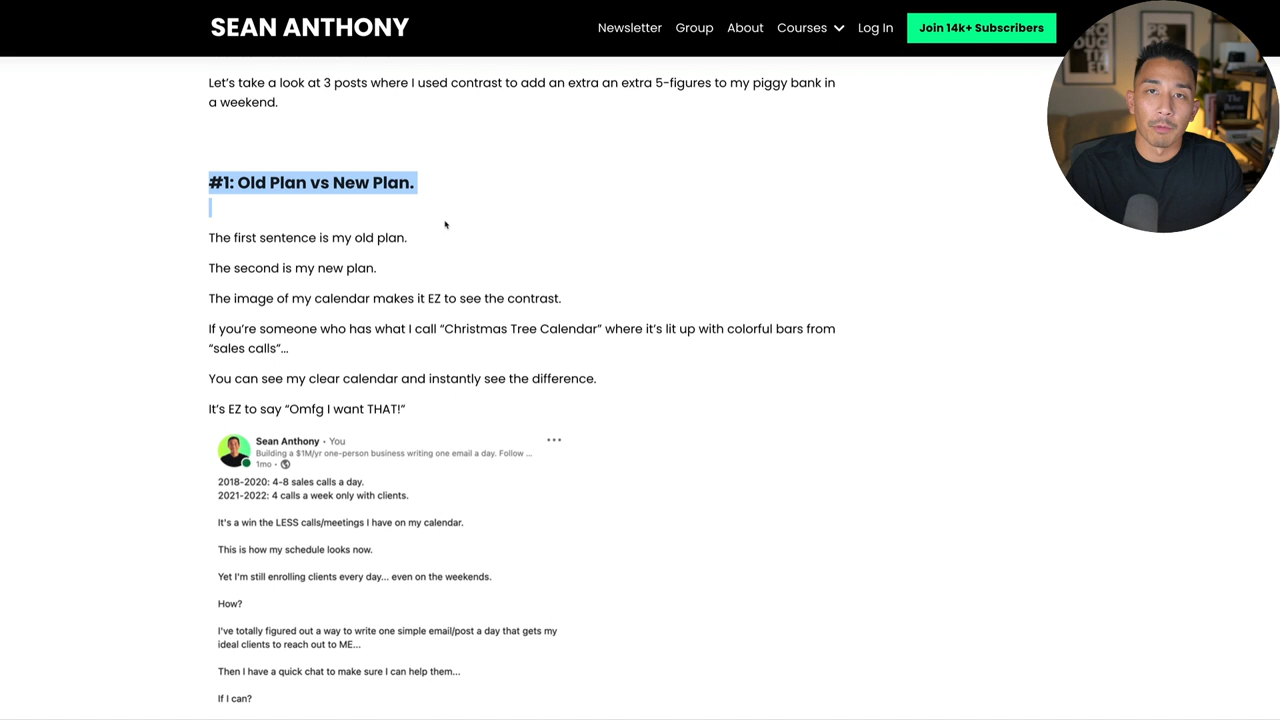 SEAN ANTHONY
Newsletter Group About Courses Log In Join 14k+ Subscribers
Let's take a look at 3 posts where I used contrast to add an extra an extra 5-figures to my piggy bank in
a weekend.
#1: Old Plan vs New Plan.
The first sentence is my old plan.
The second is my new plan.
The image of my calendar makes it EZ to see the contrast.
If you're someone who has what I call “Christmas Tree Calendar” where it's lit up with colorful bars from
“sales calls”...
You can see my clear calendar and instantly see the difference.
It's EZ to say “Omfg I want THAT!”
Sean Anthony • You
Building a $1M/yr one-person business writing one email a day. Follow ...
1mo •
2018-2020: 4-8 sales calls a day.
2021-2022: 4 calls a week only with clients.
It's a win the LESS calls/meetings I have on my calendar.
This is how my schedule looks now.
Yet I'm still enrolling clients every day... even on the weekends.
How?
I've totally figured out a way to write one simple email/post a day that gets my
ideal clients to reach out to ME...
Then I have a quick chat to make sure I can help them...
If I can?